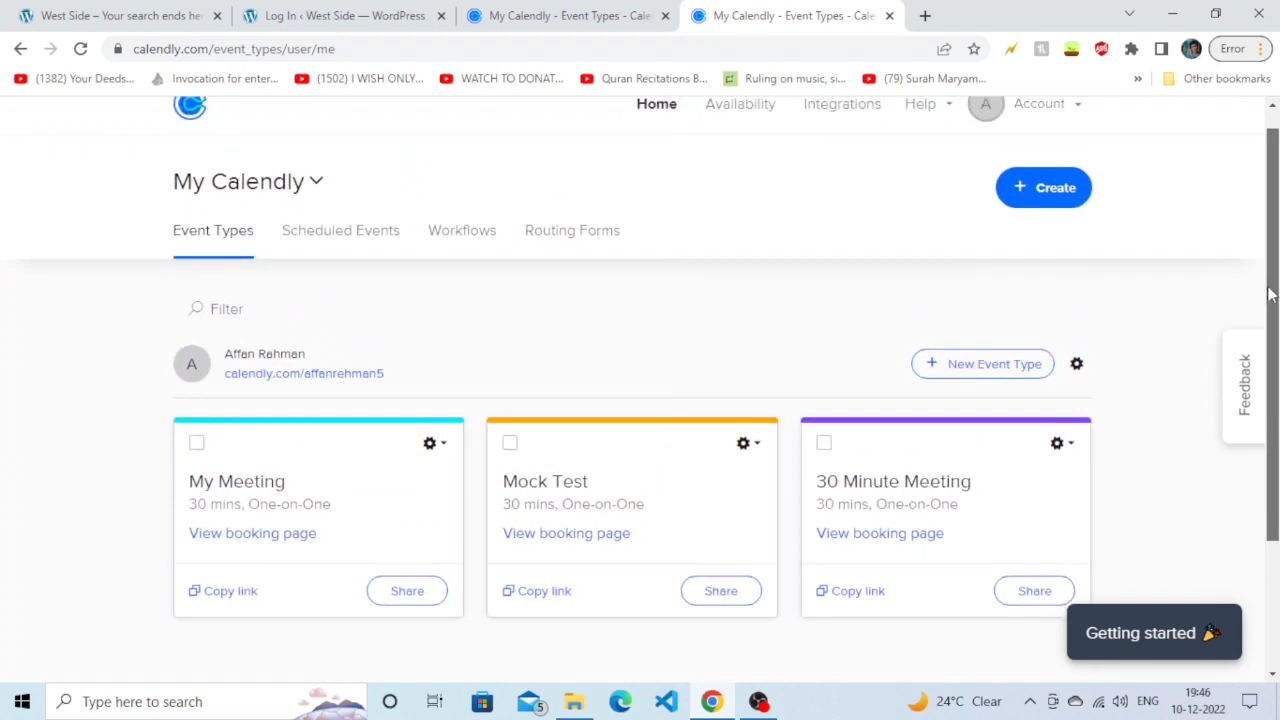 West Side – Your search ends her
Log In ‹ West Side — WordPress
My Calendly - Event Types - Cale
My Calendly - Event Types - Cale
calendly.com/event_types/user/me
Error
(1382) Your Deeds...
Invocation for enter...
(1502) I WISH ONLY...
WATCH TO DONAT...
Quran Recitations B...
Ruling on music, si...
(79) Surah Maryam...
»
Other bookmarks
Home
Availability
Integrations
Help
A
Account
My Calendly
+ Create
Event Types
Scheduled Events
Workflows
Routing Forms
Filter
A
Affan Rahman
calendly.com/affanrehman5
+ New Event Type
Feedback
My Meeting
30 mins, One-on-One
View booking page
Copy link
Share
Mock Test
30 mins, One-on-One
View booking page
Copy link
Share
30 Minute Meeting
30 mins, One-on-One
View booking page
Copy link
Share
Getting started 🎉
Type here to search
5
24°C Clear
ENG
09:46
10-12-2022